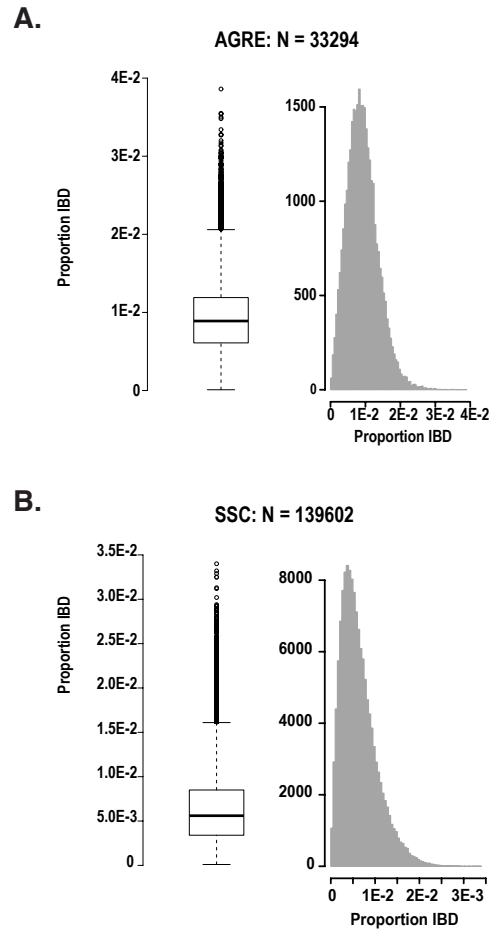 A.
AGRE: N = 33294
Proportion IBD
4E-2
3E-2
2E-2
1E-2
0
1500
1000
500
0
0 1E-2 2E-2 3E-2 4E-2
Proportion IBD
B.
SSC: N = 139602
Proportion IBD
3.5E-2
3.0E-2
2.5E-2
2.0E-2
1.5E-2
1.0E-2
5.0E-3
0
8000
6000
4000
2000
0
0 1E-2 2E-2 3E-3
Proportion IBD